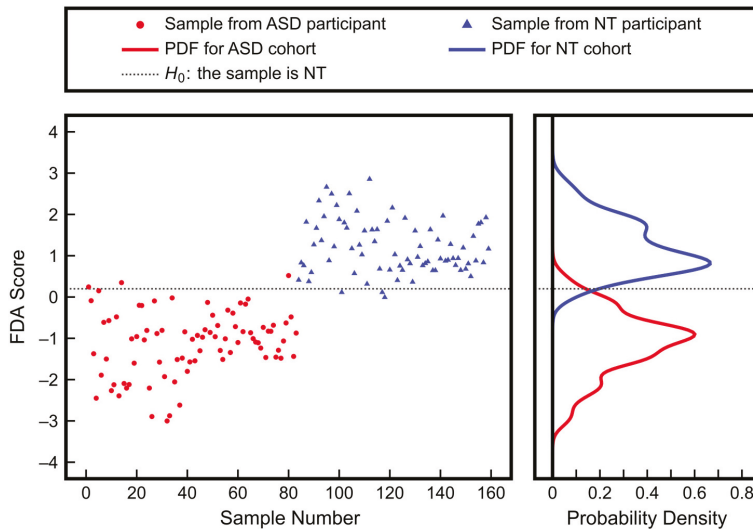 Sample from ASD participant
Sample from NT participant
PDF for ASD cohort
PDF for NT cohort
H0: the sample is NT
FDA Score
4
3
2
1
0
−1
−2
−3
−4
0
20
40
60
80
100
120
140
160
Sample Number
0
0.2
0.4
0.6
0.8
Probability Density